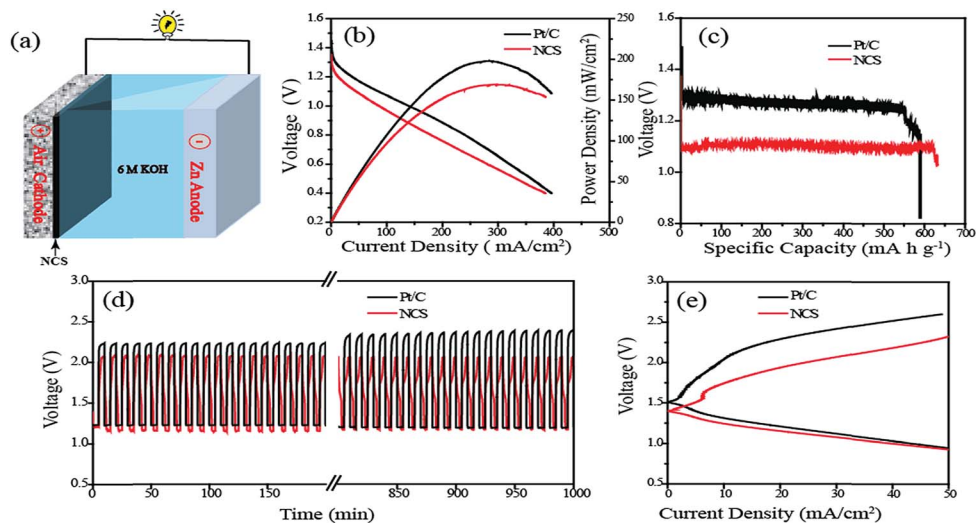 (a)
+
Air Cathode
6 M KOH
-
Zn Anode
NCS
(b)
Pt/C
NCS
1.6
1.4
1.2
1.0
0.8
0.6
0.4
0.2
Voltage (V)
250
200
150
100
50
0
Power Density (mW/cm²)
0 100 200 300 400 500
Current Density ( mA/cm²)
(c)
Pt/C
NCS
1.6
1.4
1.2
1.0
0.8
Voltage (V)
0 100 200 300 400 500 600 700
Specific Capacity (mA h g⁻¹)
(d)
Pt/C
NCS
3.0
2.5
2.0
1.5
1.0
0.5
Voltage (V)
0 50 100 150 850 900 950 1000
Time (min)
(e)
Pt/C
NCS
3.0
2.5
2.0
1.5
1.0
0.5
Voltage (V)
0 10 20 30 40 50
Current Density (mA/cm²)